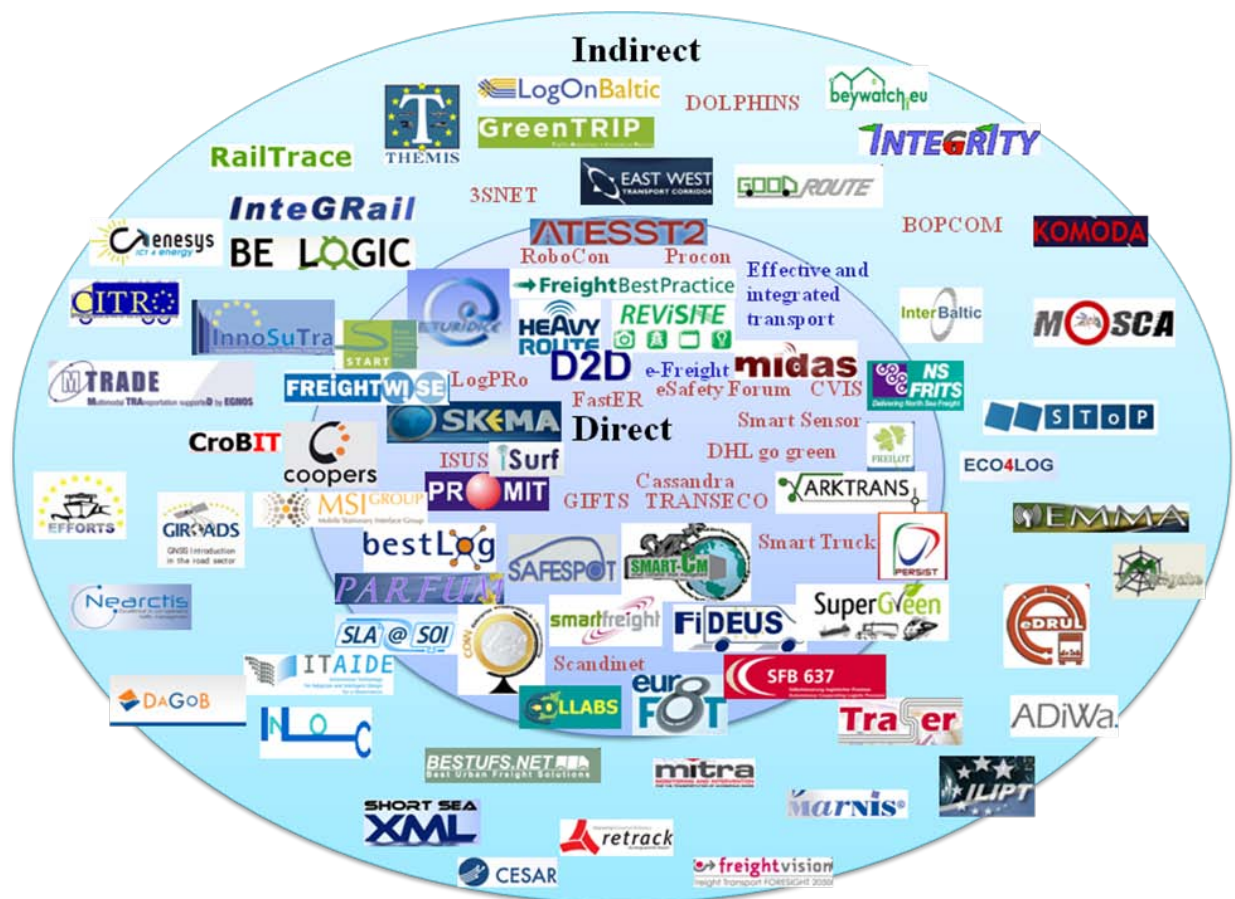 Indirect
THEMIS
LogOnBaltic
DOLPHINS
beywatch.eu
GreenTRIP
INTEGRITY
RailTrace
EAST WEST
TRANSPORT CORRIDOR
GOOD ROUTE
3SNET
InteGRail
BOPCOM
KOMODA
enesys
ICT 4 energy
BE LOGIC
ATESST2
RoboCon
Procon
FreightBestPractice
Effective and
integrated
transport
CITRO
InnoSuTra
START
EURIDICE
HEAVY
ROUTE
REViSITE
InterBaltic
MOSCA
D2D
e-Freight
midas
MTRADE
Multimodal TRAnsportation supporteD by EGNOS
FREIGHTWISE
LogPRo
FastER
eSafety Forum
CVIS
NS
FRITS
Delivering North Sea Freight
SKEMA
Direct
Smart Sensor
SToP
CroBIT
coopers
ISUS
iSurf
DHL go green
FREILOT
ECO4LOG
PROMIT
Cassandra
GIFTS
TRANSECO
ARKTRANS
EFFORTS
GIROADS
GNSS Introduction
in the road sector
MSI GROUP
Mobile Stationary Interface Group
EMMA
bestLog
SAFESPOT
SMART-CM
Smart Truck
PERSIST
Nearctis
PARFUM
smartfreight
FiDEUS
SuperGreen
eDRUL
SLA @ SOI
Scandinet
SFB 637
ITAIDE
DAGOB
COLLABS
eur
FOT
Traser
ADiWa
BESTUFS.NET
Best Urban Freight Solutions
mitra
Marnis
ILIPT
SHORT SEA
XML
retrack
CESAR
freightvision
Freight Transport FORESIGHT 2050